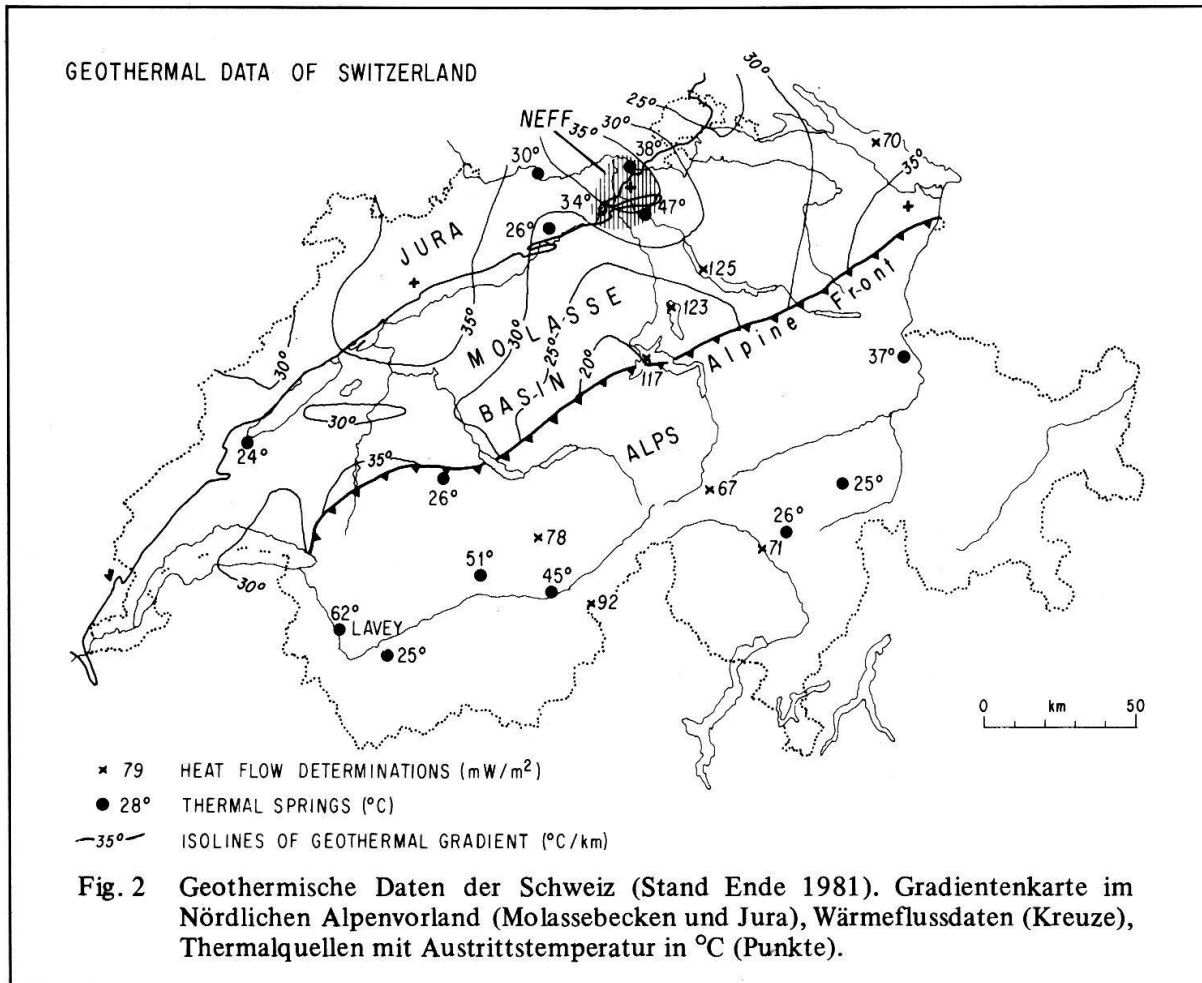 GEOTHERMAL DATA OF SWITZERLAND
30°
25°
NEFF
35°
30°
70
38°
30°
35°
34°
47°
26°
JURA
125
MOLASSE
35°
30°
123
25°
20°
Alpine Front
BASIN
117
37°
30°
30°
ALPS
24°
35°
26°
67
25°
26°
78
71
51°
45°
30°
92
62°
LAVEY
25°
0 km 50
× 79 HEAT FLOW DETERMINATIONS (mW/m²)
● 28° THERMAL SPRINGS (°C)
—35°— ISOLINES OF GEOTHERMAL GRADIENT (°C/km)
Fig. 2 Geothermische Daten der Schweiz (Stand Ende 1981). Gradientenkarte im
Nördlichen Alpenvorland (Molassebecken und Jura), Wärmeflussdaten (Kreuze),
Thermalquellen mit Austrittstemperatur in °C (Punkte).